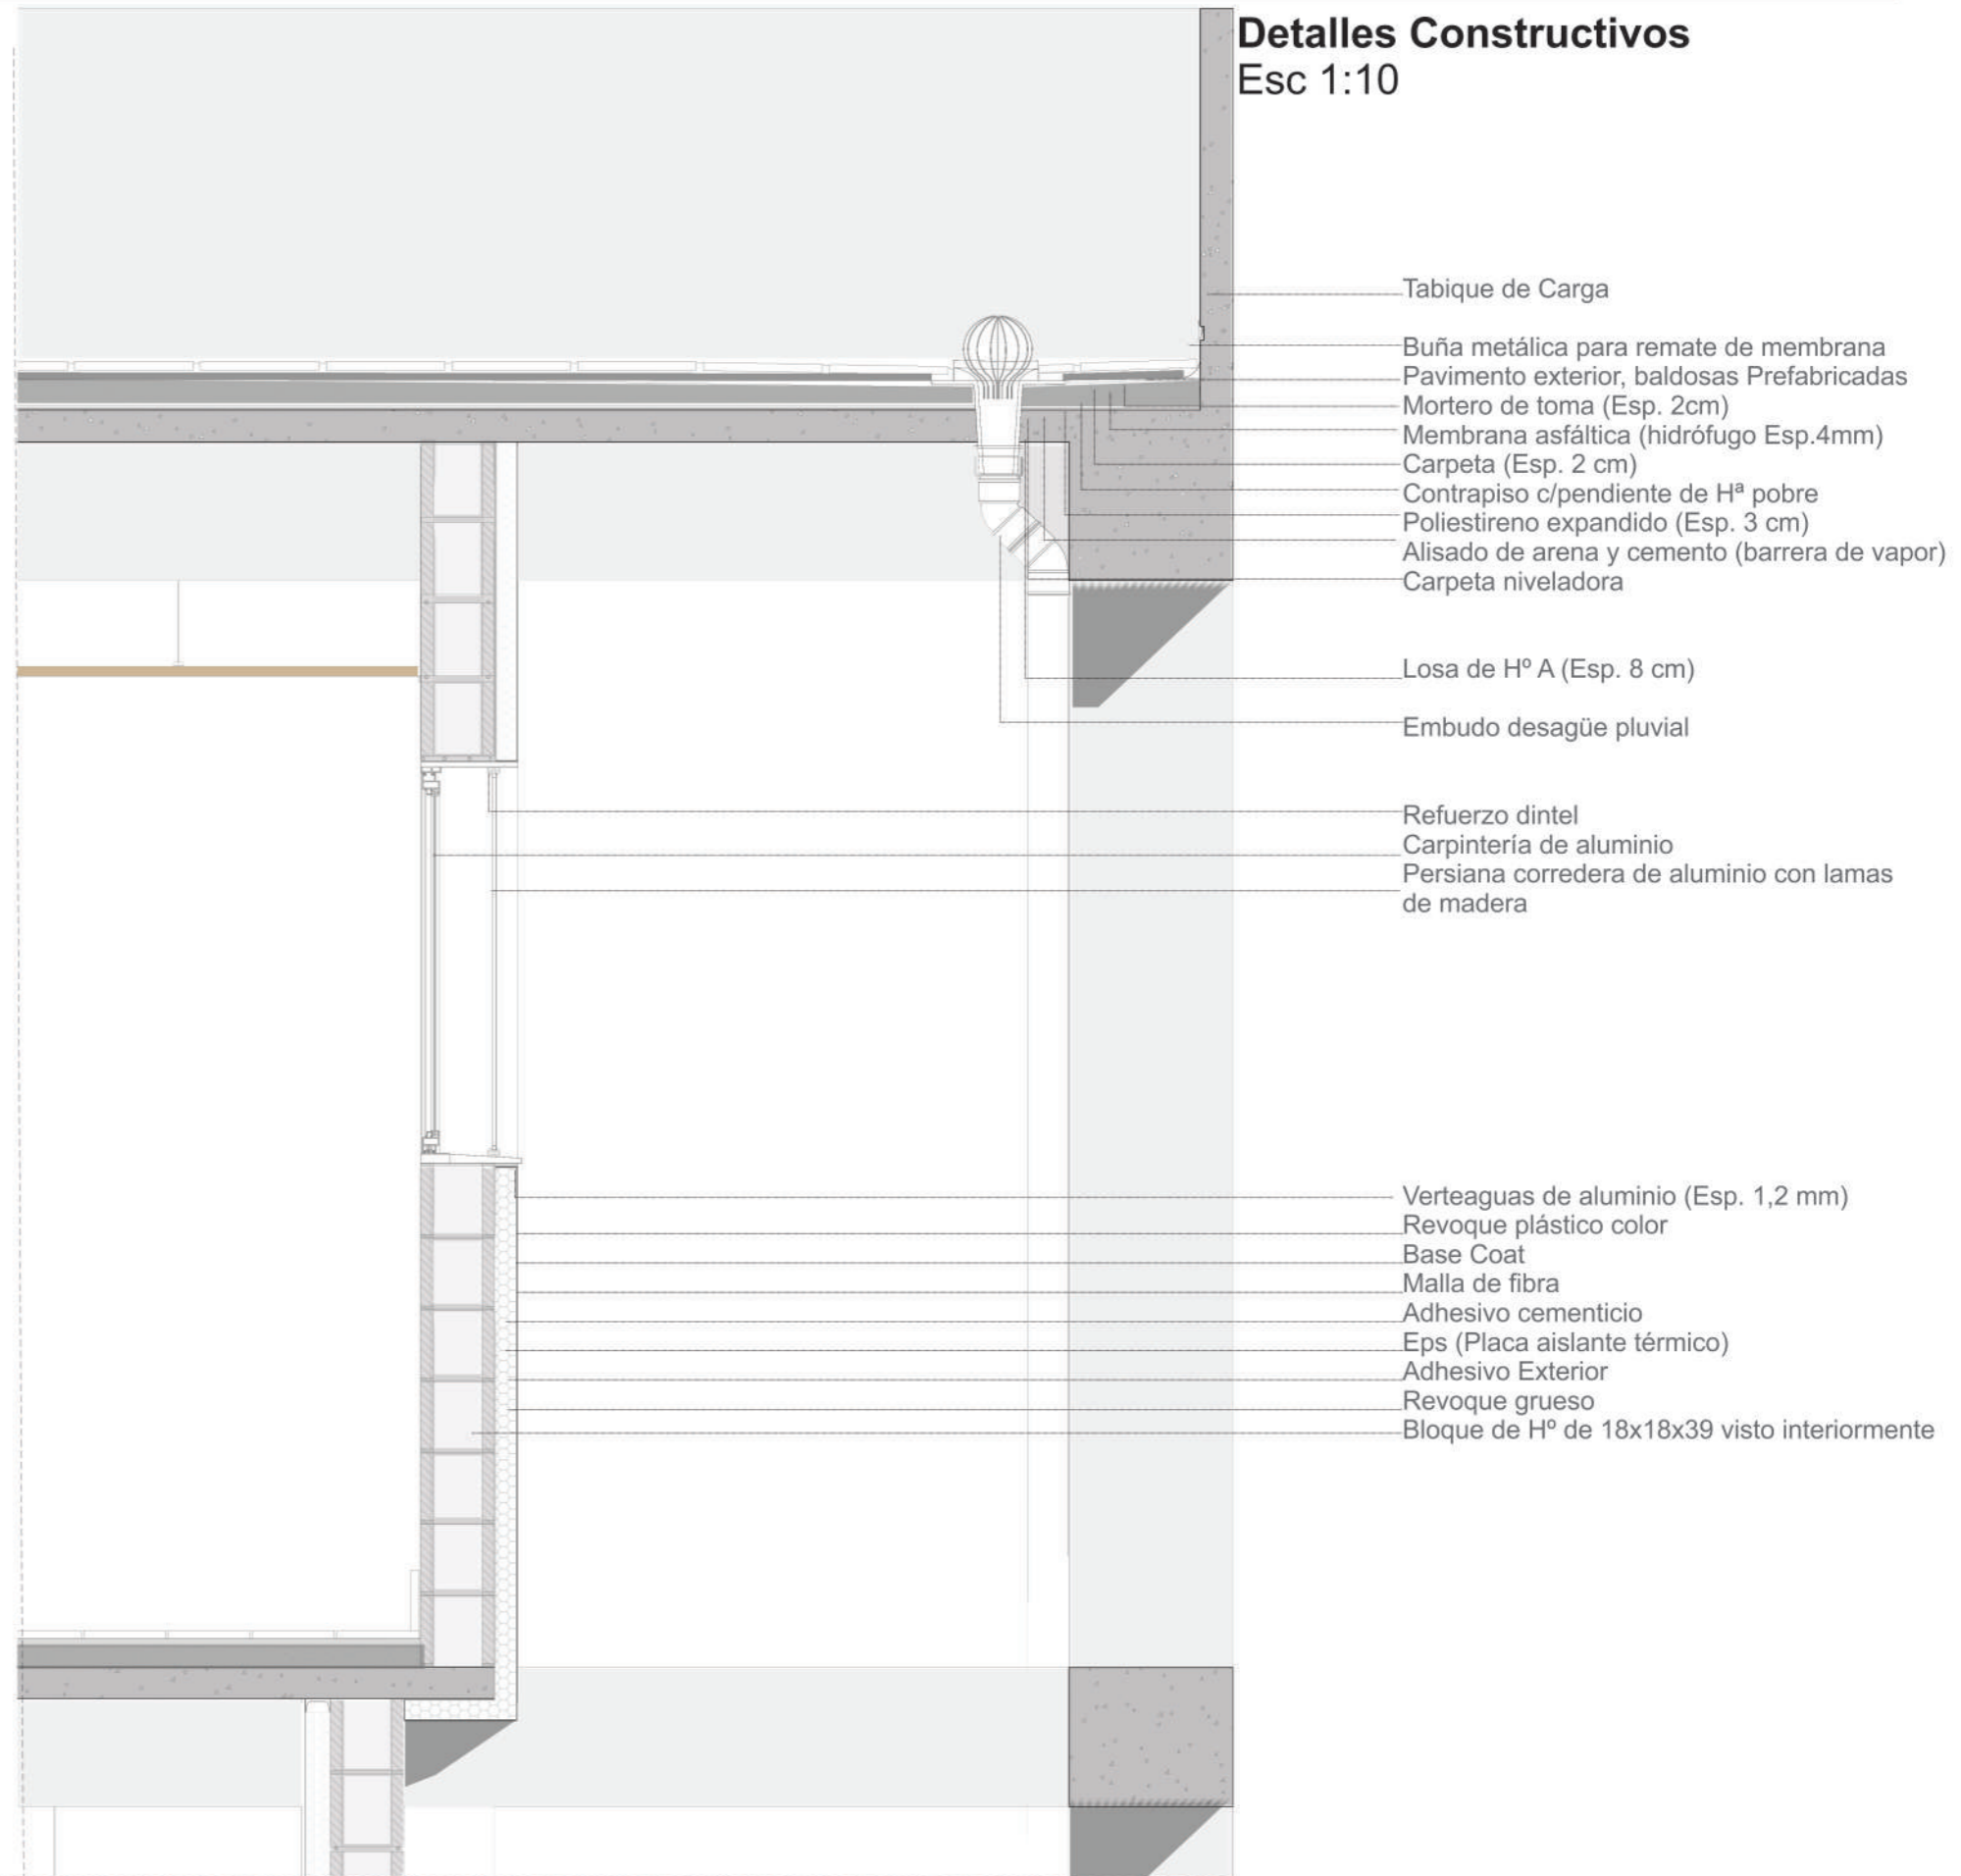 Detalles Constructivos
Esc 1:10
Tabique de Carga
Buña metálica para remate de membrana
Pavimento exterior, baldosas Prefabricadas
Mortero de toma (Esp. 2cm)
Membrana asfáltica (hidrófugo Esp.4mm)
Carpeta (Esp. 2 cm)
Contrapiso c/pendiente de Hª pobre
Poliestireno expandido (Esp. 3 cm)
Alisado de arena y cemento (barrera de vapor)
Carpeta niveladora
Losa de Hº A (Esp. 8 cm)
Embudo desagüe pluvial
Refuerzo dintel
Carpintería de aluminio
Persiana corredera de aluminio con lamas
de madera
Verteaguas de aluminio (Esp. 1,2 mm)
Revoque plástico color
Base Coat
Malla de fibra
Adhesivo cementicio
Eps (Placa aislante térmico)
Adhesivo Exterior
Revoque grueso
Bloque de Hº de 18x18x39 visto interiormente